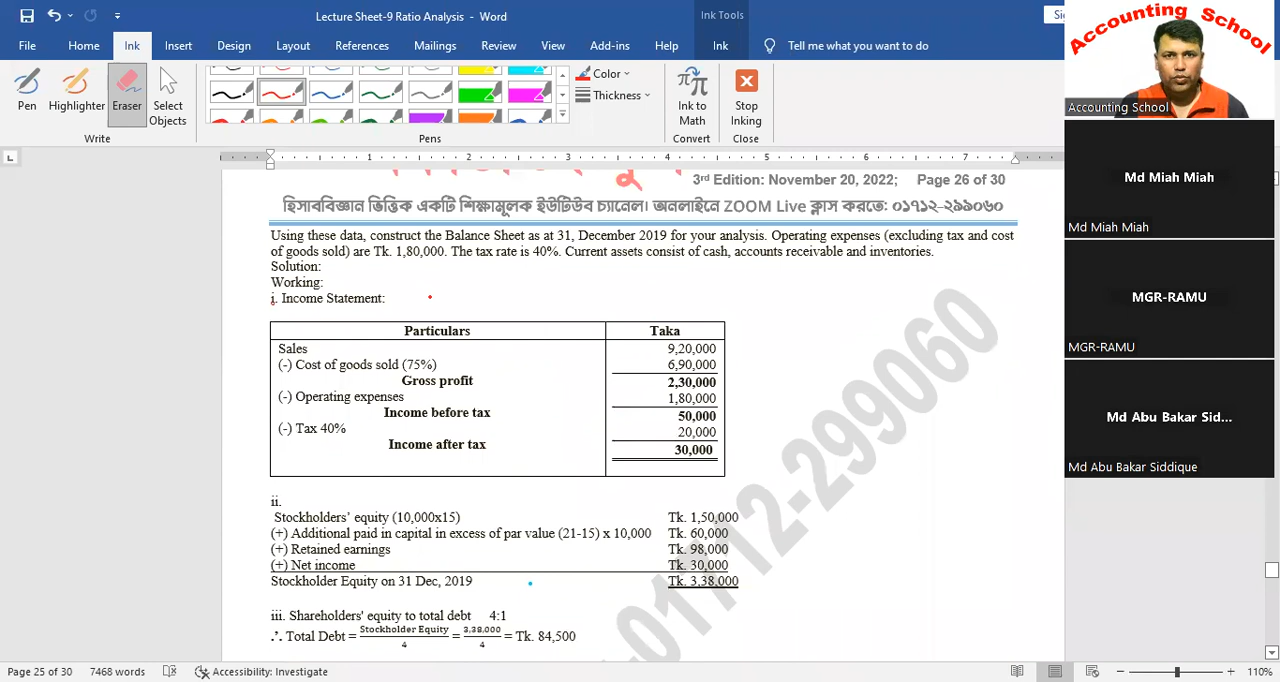 Lecture Sheet-9 Ratio Analysis - Word
Ink Tools
Accounting School
File Home Ink Insert Design Layout References Mailings Review View Add-ins Help Ink Tell me what you want to do
Pen Highlighter Eraser Select Objects
Color
Thickness
Ink to Math
Stop Inking
Write Pens Convert Close
Accounting School
Md Miah Miah
Md Miah Miah
MGR-RAMU
MGR-RAMU
Md Abu Bakar Sid...
Md Abu Bakar Siddique
1 2 3 4 5 6 7
3rd Edition: November 20, 2022; Page 26 of 30
হিসাববিজ্ঞান ভিত্তিক একটি শিক্ষামূলক ইউটিউব চ্যানেল। অনলাইনে ZOOM Live ক্লাস করতে: ০১৭১২-২৯৯০৬০
Using these data, construct the Balance Sheet as at 31, December 2019 for your analysis. Operating expenses (excluding tax and cost
of goods sold) are Tk. 1,80,000. The tax rate is 40%. Current assets consist of cash, accounts receivable and inventories.
Solution:
Working:
i. Income Statement:
Particulars Taka
Sales 9,20,000
(-) Cost of goods sold (75%) 6,90,000
Gross profit 2,30,000
(-) Operating expenses 1,80,000
Income before tax 50,000
(-) Tax 40% 20,000
Income after tax 30,000
ii.
Stockholders' equity (10,000x15) Tk. 1,50,000
(+) Additional paid in capital in excess of par value (21-15) x 10,000 Tk. 60,000
(+) Retained earnings Tk. 98,000
(+) Net income Tk. 30,000
Stockholder Equity on 31 Dec, 2019 Tk. 3,38,000
iii. Shareholders' equity to total debt 4:1
∴ Total Debt = Stockholder Equity/4 = 3,38,000/4 = Tk. 84,500
01712-299060
Page 25 of 30 7468 words Accessibility: Investigate 110%